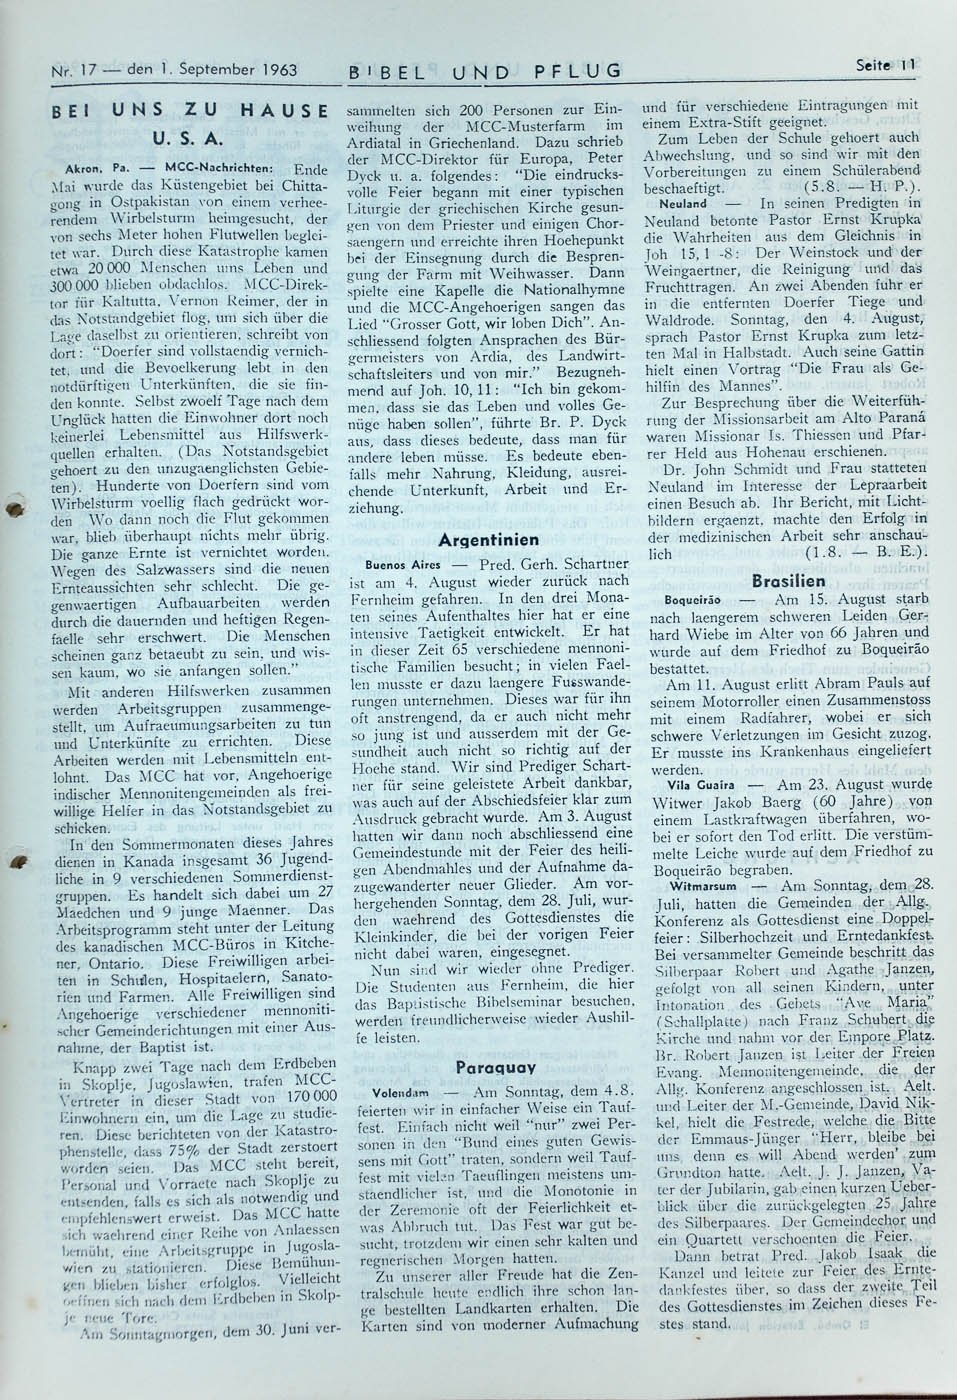 Nr. 17 — den 1. September 1963
BIBEL UND PFLUG
Seite 11
BEI UNS ZU HAUSE
U. S. A.
Akron, Pa. — MCC-Nachrichten: Ende
Mai wurde das Küstengebiet bei Chitta-
gong in Ostpakistan von einem verhee-
rendem Wirbelsturm heimgesucht, der
von sechs Meter hohen Flutwellen beglei-
tet war. Durch diese Katastrophe kamen
etwa 20 000 Menschen ums Leben und
300 000 blieben obdachlos. MCC-Direk-
tor für Kaltutta, Vernon Reimer, der in
das Notstandgebiet flog, um sich über die
Lage daselbst zu orientieren, schreibt von
dort: "Doerfer sind vollstaendig vernich-
tet, und die Bevoelkerung lebt in den
notdürftigen Unterkünften, die sie fin-
den konnte. Selbst zwoelf Tage nach dem
Unglück hatten die Einwohner dort noch
keinerlei Lebensmittel aus Hilfswerk-
quellen erhalten. (Das Notstandsgebiet
gehoert zu den unzugaenglichsten Gebie-
ten). Hunderte von Doerfern sind vom
Wirbelsturm voellig flach gedrückt wor-
den Wo dann noch die Flut gekommen
war, blieb überhaupt nichts mehr übrig.
Die ganze Ernte ist vernichtet worden.
Wegen des Salzwassers sind die neuen
Ernteaussichten sehr schlecht. Die ge-
genwaertigen Aufbauarbeiten werden
durch die dauernden und heftigen Regen-
faelle sehr erschwert. Die Menschen
scheinen ganz betaeubt zu sein, und wis-
sen kaum, wo sie anfangen sollen."
Mit anderen Hilfswerken zusammen
werden Arbeitsgruppen zusammenge-
stellt, um Aufraeumungsarbeiten zu tun
und Unterkünfte zu errichten. Diese
Arbeiten werden mit Lebensmitteln ent-
lohnt. Das MCC hat vor, Angehoerige
indischer Mennonitengemeinden als frei-
willige Helfer in das Notstandsgebiet zu
schicken.
In den Sommermonaten dieses Jahres
dienen in Kanada insgesamt 36 Jugend-
liche in 9 verschiedenen Sommerdienst-
gruppen. Es handelt sich dabei um 27
Maedchen und 9 junge Maenner. Das
Arbeitsprogramm steht unter der Leitung
des kanadischen MCC-Büros in Kitche-
ner, Ontario. Diese Freiwilligen arbei-
ten in Schulen, Hospitaelern, Sanato-
rien und Farmen. Alle Freiwilligen sind
Angehoerige verschiedener mennoniti-
scher Gemeinderichtungen mit einer Aus-
nahme, der Baptist ist.
Knapp zwei Tage nach dem Erdbeben
in Skoplje, Jugoslawien, trafen MCC-
Vertreter in dieser Stadt von 170 000
Einwohnern ein, um die Lage zu studie-
ren. Diese berichteten von der Katastro-
phenstelle, dass 75% der Stadt zerstoert
worden seien. Das MCC steht bereit,
Personal und Vorraete nach Skoplje zu
entsenden, falls es sich als notwendig und
empfehlenswert erweist. Das MCC hatte
sich waehrend einer Reihe von Anlaessen
bemüht, eine Arbeitsgruppe in Jugosla-
wien zu stationieren. Diese Bemühun-
gen blieben bisher erfolglos. Vielleicht
oeffnen sich nach dem Erdbeben in Skolp-
je neue Tore.
Am Sonntagmorgen, dem 30. Juni ver-
sammelten sich 200 Personen zur Ein-
weihung der MCC-Musterfarm im
Ardiatal in Griechenland. Dazu schrieb
der MCC-Direktor für Europa, Peter
Dyck u. a. folgendes: "Die eindrucks-
volle Feier begann mit einer typischen
Liturgie der griechischen Kirche gesun-
gen von dem Priester und einigen Chor-
saengern und erreichte ihren Hoehepunkt
bei der Einsegnung durch die Bespren-
gung der Farm mit Weihwasser. Dann
spielte eine Kapelle die Nationalhymne
und die MCC-Angehoerigen sangen das
Lied "Grosser Gott, wir loben Dich". An-
schliessend folgten Ansprachen des Bür-
germeisters von Ardia, des Landwirt-
schaftsleiters und von mir." Bezugneh-
mend auf Joh. 10, 11: "Ich bin gekom-
men, dass sie das Leben und volles Ge-
nüge haben sollen", führte Br. P. Dyck
aus, dass dieses bedeute, dass man für
andere leben müsse. Es bedeute eben-
falls mehr Nahrung, Kleidung, ausrei-
chende Unterkunft, Arbeit und Er-
ziehung.
Argentinien
Buenos Aires — Pred. Gerh. Schartner
ist am 4. August wieder zurück nach
Fernheim gefahren. In den drei Mona-
ten seines Aufenthaltes hier hat er eine
intensive Taetigkeit entwickelt. Er hat
in dieser Zeit 65 verschiedene mennoni-
tische Familien besucht; in vielen Fael-
len musste er dazu laengere Fusswande-
rungen unternehmen. Dieses war für ihn
oft anstrengend, da er auch nicht mehr
so jung ist und ausserdem mit der Ge-
sundheit auch nicht so richtig auf der
Hoehe stand. Wir sind Prediger Schart-
ner für seine geleistete Arbeit dankbar,
was auch auf der Abschiedsfeier klar zum
Ausdruck gebracht wurde. Am 3. August
hatten wir dann noch abschliessend eine
Gemeindestunde mit der Feier des heili-
gen Abendmahles und der Aufnahme da-
zugewanderter neuer Glieder. Am vor-
hergehenden Sonntag, dem 28. Juli, wur-
den waehrend des Gottesdienstes die
Kleinkinder, die bei der vorigen Feier
nicht dabei waren, eingesegnet.
Nun sind wir wieder ohne Prediger.
Die Studenten aus Fernheim, die hier
das Baptistische Bibelseminar besuchen,
werden freundlicherweise wieder Aushil-
fe leisten.
Paraquay
Volendam — Am Sonntag, dem 4.8.
feierten wir in einfacher Weise ein Tauf-
fest. Einfach nicht weil "nur" zwei Per-
sonen in den "Bund eines guten Gewis-
sens mit Gott" traten, sondern weil Tauf-
fest mit vielen Taeuflingen meistens um-
staendlicher ist, und die Monotonie in
der Zeremonie oft der Feierlichkeit et-
was Abbruch tut. Das Fest war gut be-
sucht, trotzdem wir einen sehr kalten und
regnerischen Morgen hatten.
Zu unserer aller Freude hat die Zen-
tralschule heute endlich ihre schon lan-
ge bestellten Landkarten erhalten. Die
Karten sind von moderner Aufmachung
und für verschiedene Eintragungen mit
einem Extra-Stift geeignet.
Zum Leben der Schule gehoert auch
Abwechslung, und so sind wir mit den
Vorbereitungen zu einem Schülerabend
beschaeftigt. (5.8. — H. P.).
Neuland — In seinen Predigten in
Neuland betonte Pastor Ernst Krupka
die Wahrheiten aus dem Gleichnis in
Joh 15, 1 -8: Der Weinstock und der
Weingaertner, die Reinigung und das
Fruchttragen. An zwei Abenden fuhr er
in die entfernten Doerfer Tiege und
Waldrode. Sonntag, den 4. August,
sprach Pastor Ernst Krupka zum letz-
ten Mal in Halbstadt. Auch seine Gattin
hielt einen Vortrag "Die Frau als Ge-
hilfin des Mannes".
Zur Besprechung über die Weiterfüh-
rung der Missionsarbeit am Alto Paraná
waren Missionar Is. Thiessen und Pfar-
rer Held aus Hohenau erschienen.
Dr. John Schmidt und Frau statteten
Neuland im Interesse der Lepraarbeit
einen Besuch ab. Ihr Bericht, mit Licht-
bildern ergaenzt, machte den Erfolg in
der medizinischen Arbeit sehr anschau-
lich (1.8. — B. E.).
Brasilien
Boqueirão — Am 15. August starb
nach laengerem schweren Leiden Ger-
hard Wiebe im Alter von 66 Jahren und
wurde auf dem Friedhof zu Boqueirão
bestattet.
Am 11. August erlitt Abram Pauls auf
seinem Motorroller einen Zusammenstoss
mit einem Radfahrer, wobei er sich
schwere Verletzungen im Gesicht zuzog.
Er musste ins Krankenhaus eingeliefert
werden.
Vila Guaira — Am 23. August wurde
Witwer Jakob Baerg (60 Jahre) von
einem Lastkraftwagen überfahren, wo-
bei er sofort den Tod erlitt. Die verstüm-
melte Leiche wurde auf dem Friedhof zu
Boqueirão begraben.
Witmarsum — Am Sonntag, dem 28.
Juli, hatten die Gemeinden der Allg.
Konferenz als Gottesdienst eine Doppel-
feier: Silberhochzeit und Erntedankfest.
Bei versammelter Gemeinde beschritt das
Silberpaar Robert und Agathe Janzen,
gefolgt von all seinen Kindern, unter
Intonation des Gebets "Ave Maria"
(Schallplatte) nach Franz Schubert die
Kirche und nahm vor der Empore Platz.
Br. Robert Janzen ist Leiter der Freien
Evang. Mennonitengemeinde, die der
Allg. Konferenz angeschlossen ist. Aelt.
und Leiter der M.-Gemeinde, David Nik-
kel, hielt die Festrede, welche die Bitte
der Emmaus-Jünger "Herr, bleibe bei
uns, denn es will Abend werden' zum
Grundton hatte. Aelt. J. J. Janzen, Va-
ter der Jubilarin, gab einen kurzen Ueber-
blick über die zurückgelegten 25 Jahre
des Silberpaares. Der Gemeindechor und
ein Quartett verschoenten die Feier.
Dann betrat Pred. Jakob Isaak die
Kanzel und leitete zur Feier des Ernte-
dankfestes über, so dass der zweite Teil
des Gottesdienstes im Zeichen dieses Fe-
stes stand.